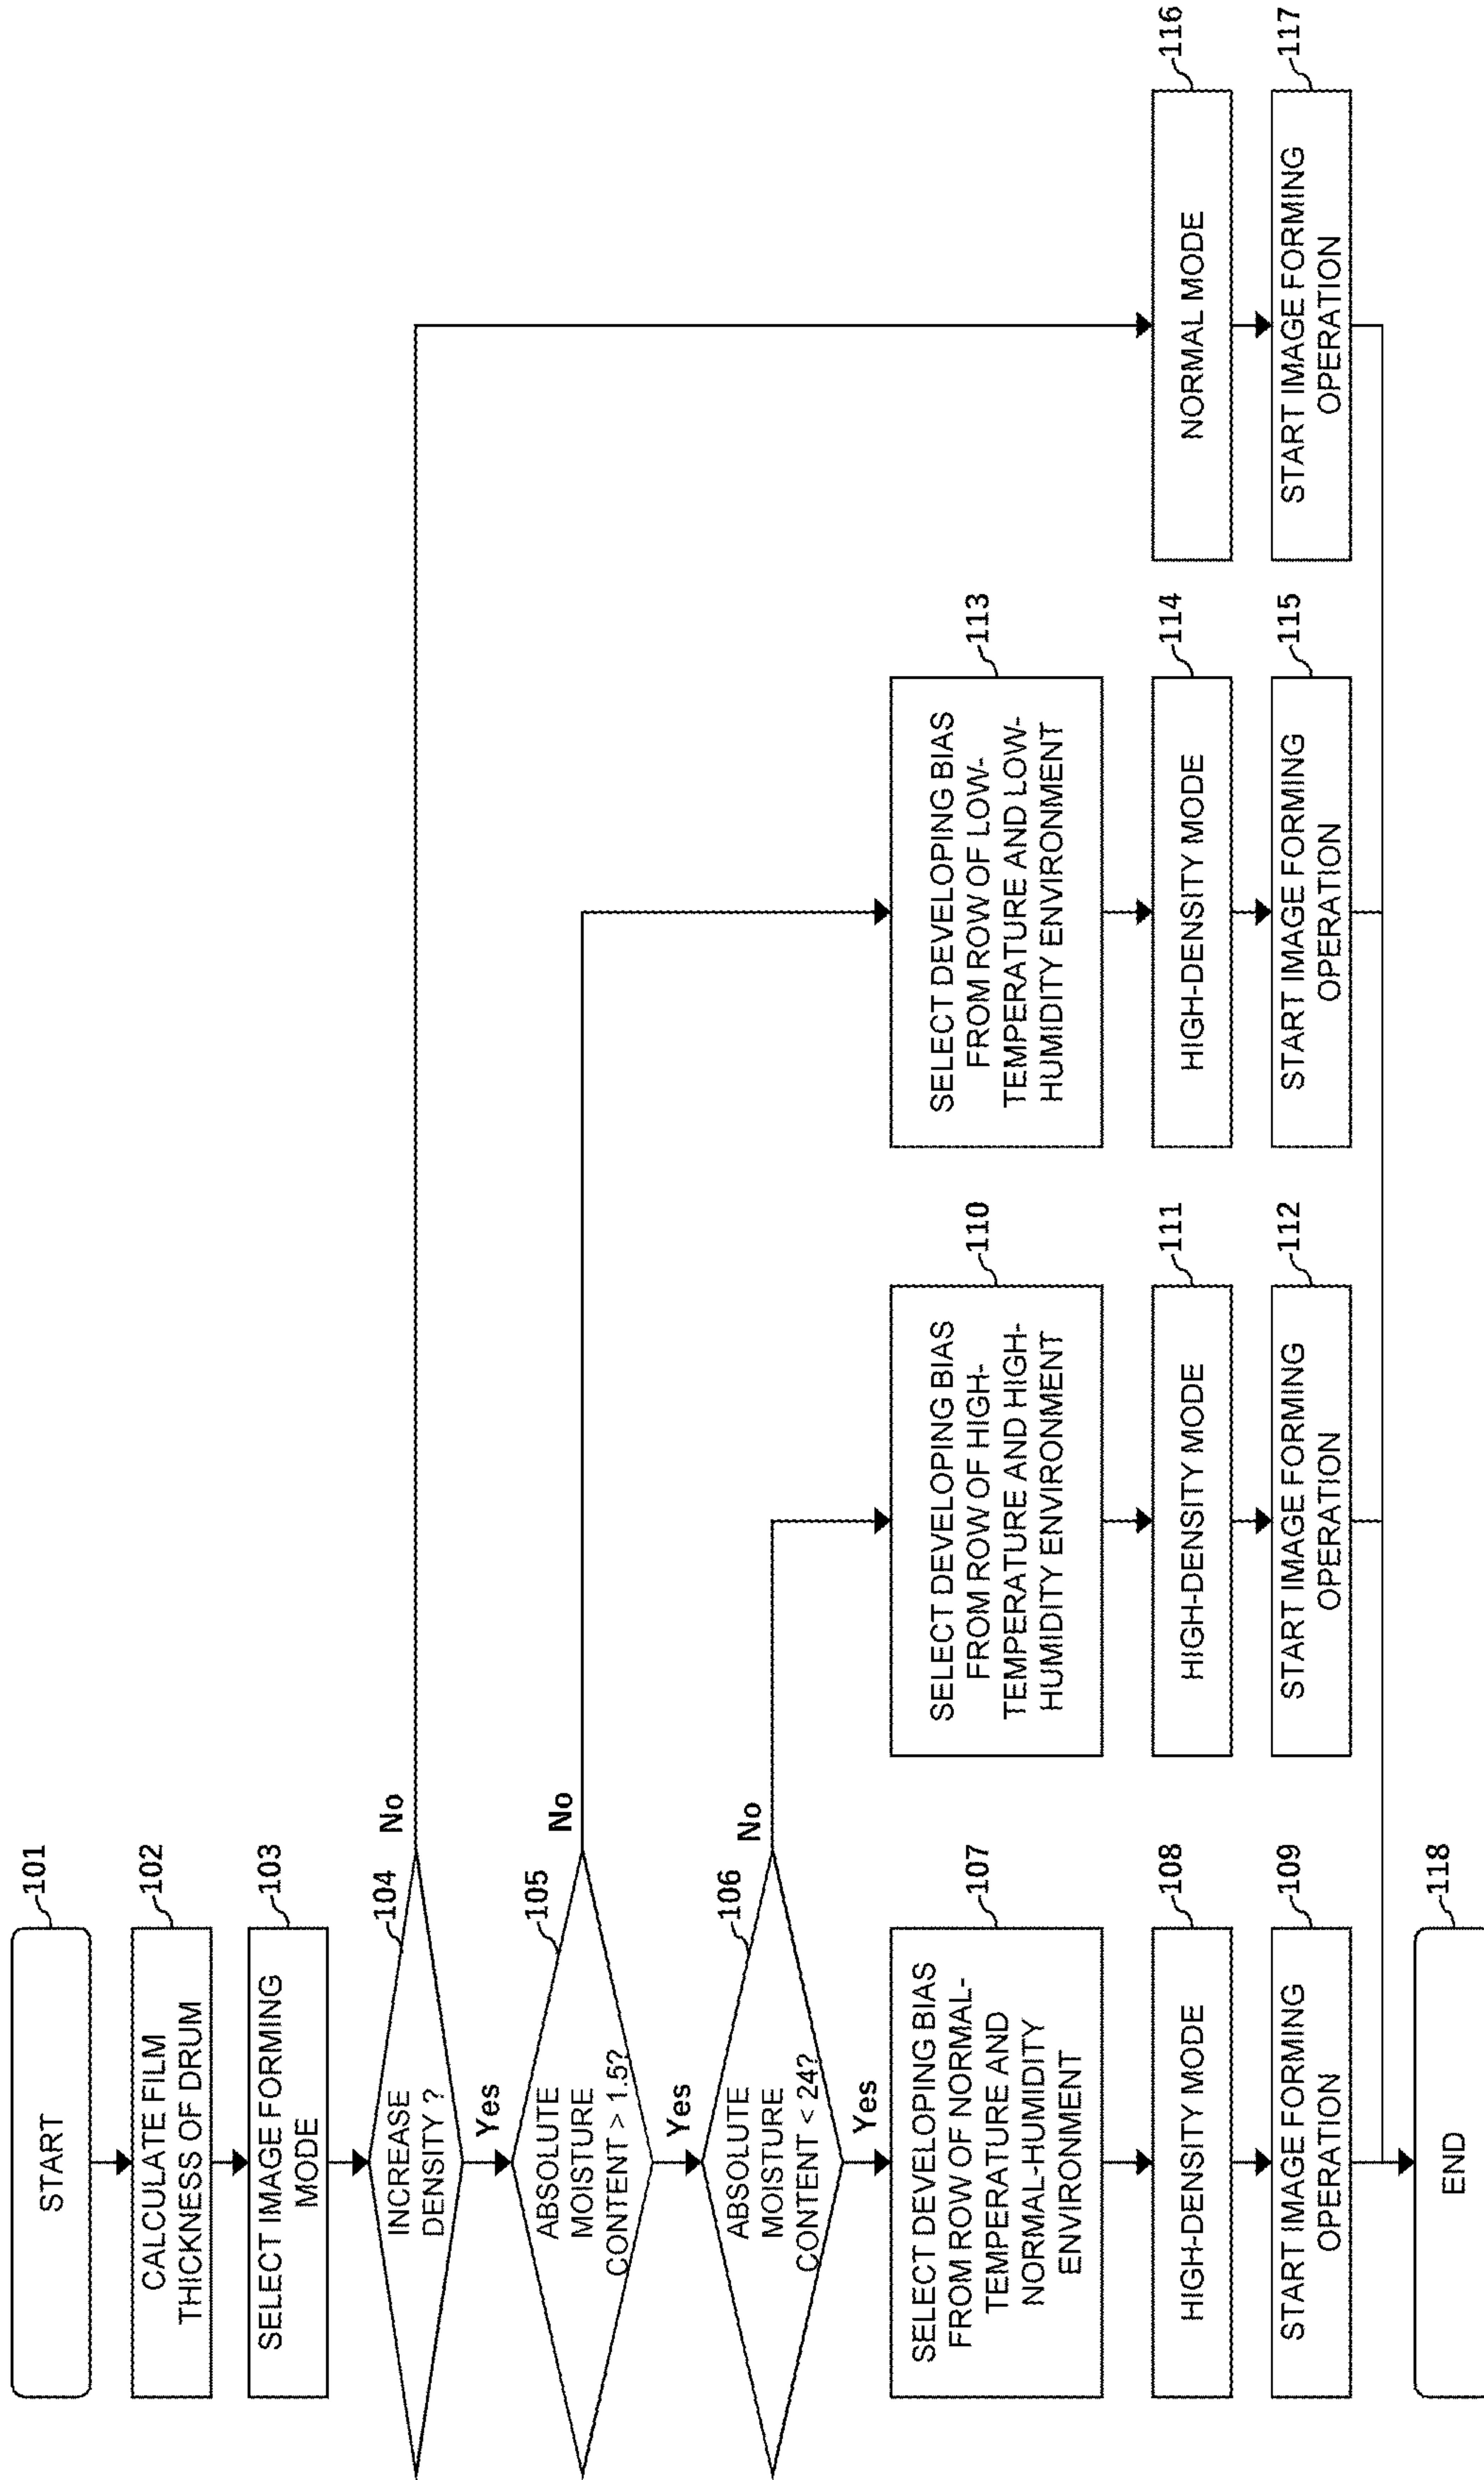 START
101
CALCULATE FILM
THICKNESS OF DRUM
102
SELECT IMAGE FORMING
MODE
103
INCREASE
DENSITY ?
104
No
Yes
ABSOLUTE
MOISTURE
CONTENT > 1.5?
105
No
Yes
ABSOLUTE
MOISTURE
CONTENT < 24?
106
No
Yes
SELECT DEVELOPING BIAS
FROM ROW OF NORMAL-
TEMPERATURE AND
NORMAL-HUMIDITY
ENVIRONMENT
107
HIGH-DENSITY MODE
108
START IMAGE FORMING
OPERATION
109
SELECT DEVELOPING BIAS
FROM ROW OF HIGH-
TEMPERATURE AND HIGH-
HUMIDITY ENVIRONMENT
110
HIGH-DENSITY MODE
111
START IMAGE FORMING
OPERATION
112
SELECT DEVELOPING BIAS
FROM ROW OF LOW-
TEMPERATURE AND LOW-
HUMIDITY ENVIRONMENT
113
HIGH-DENSITY MODE
114
START IMAGE FORMING
OPERATION
115
NORMAL MODE
116
START IMAGE FORMING
OPERATION
117
END
118